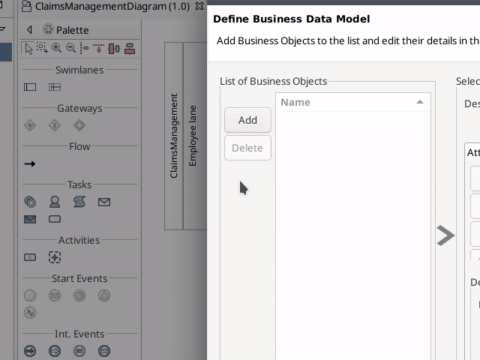 ClaimsManagementDiagram (1.0)
Palette
Swimlanes
Gateways
Flow
Tasks
Activities
Start Events
Int. Events
ClaimsManagement
Employee lane
Define Business Data Model
Add Business Objects to the list and edit their details in th
List of Business Objects
Add
Delete
Name
Selec
Des
Att
De